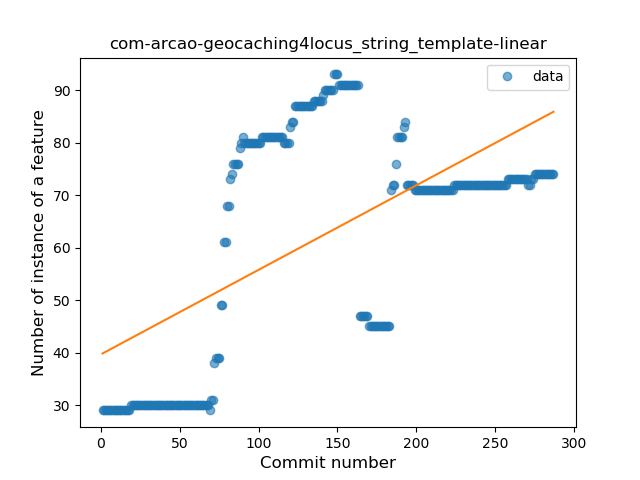 com-arcao-geocaching4locus_string_template-linear
data
Number of instance of a feature
90
80
70
60
50
40
30
0 50 100 150 200 250 300
Commit number